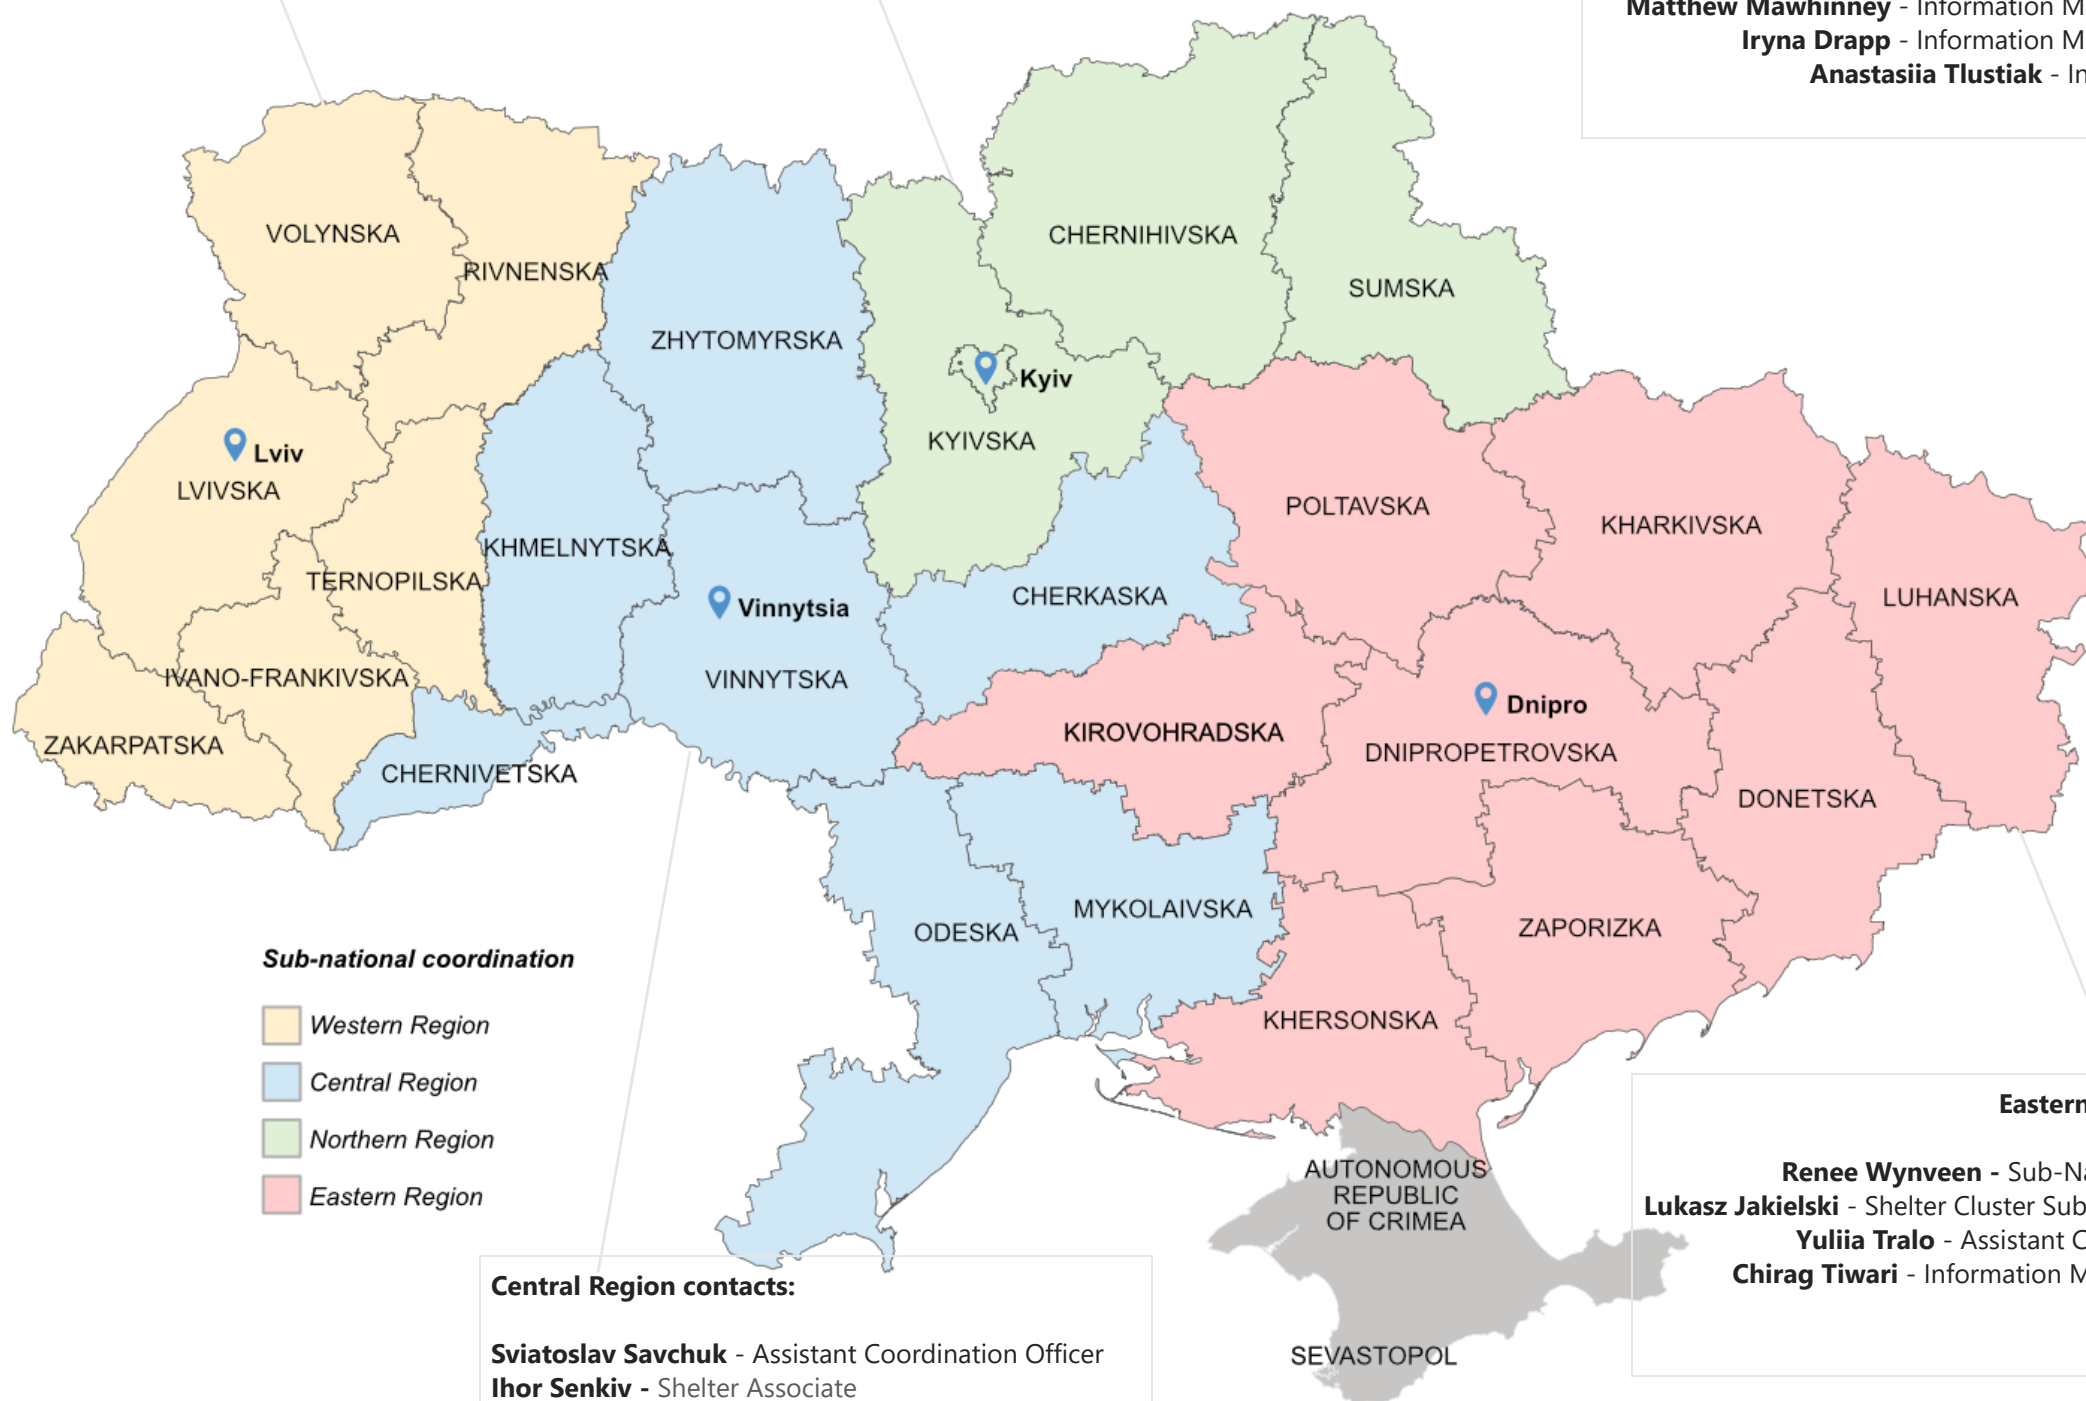 Matthew Mawhinney - Information M
Iryna Drapp - Information M
Anastasiia Tlustiak - In
VOLYNSKA
RIVNENSKA
ZHYTOMYRSKA
CHERNIHIVSKA
SUMSKA
Kyiv
KYIVSKA
Lviv
LVIVSKA
TERNOPILSKA
KHMELNYTSKA
IVANO-FRANKIVSKA
ZAKARPATSKA
CHERNIVETSKA
Vinnytsia
VINNYTSKA
CHERKASKA
POLTAVSKA
KHARKIVSKA
LUHANSKA
KIROVOHRADSKA
Dnipro
DNIPROPETROVSKA
DONETSKA
ODESKA
MYKOLAIVSKA
ZAPORIZKA
KHERSONSKA
AUTONOMOUS
REPUBLIC
OF CRIMEA
SEVASTOPOL
Sub-national coordination
Western Region
Central Region
Northern Region
Eastern Region
Central Region contacts:
Sviatoslav Savchuk - Assistant Coordination Officer
Ihor Senkiv - Shelter Associate
Eastern
Renee Wynveen - Sub-Na
Lukasz Jakielski - Shelter Cluster Sub
Yuliia Tralo - Assistant C
Chirag Tiwari - Information M